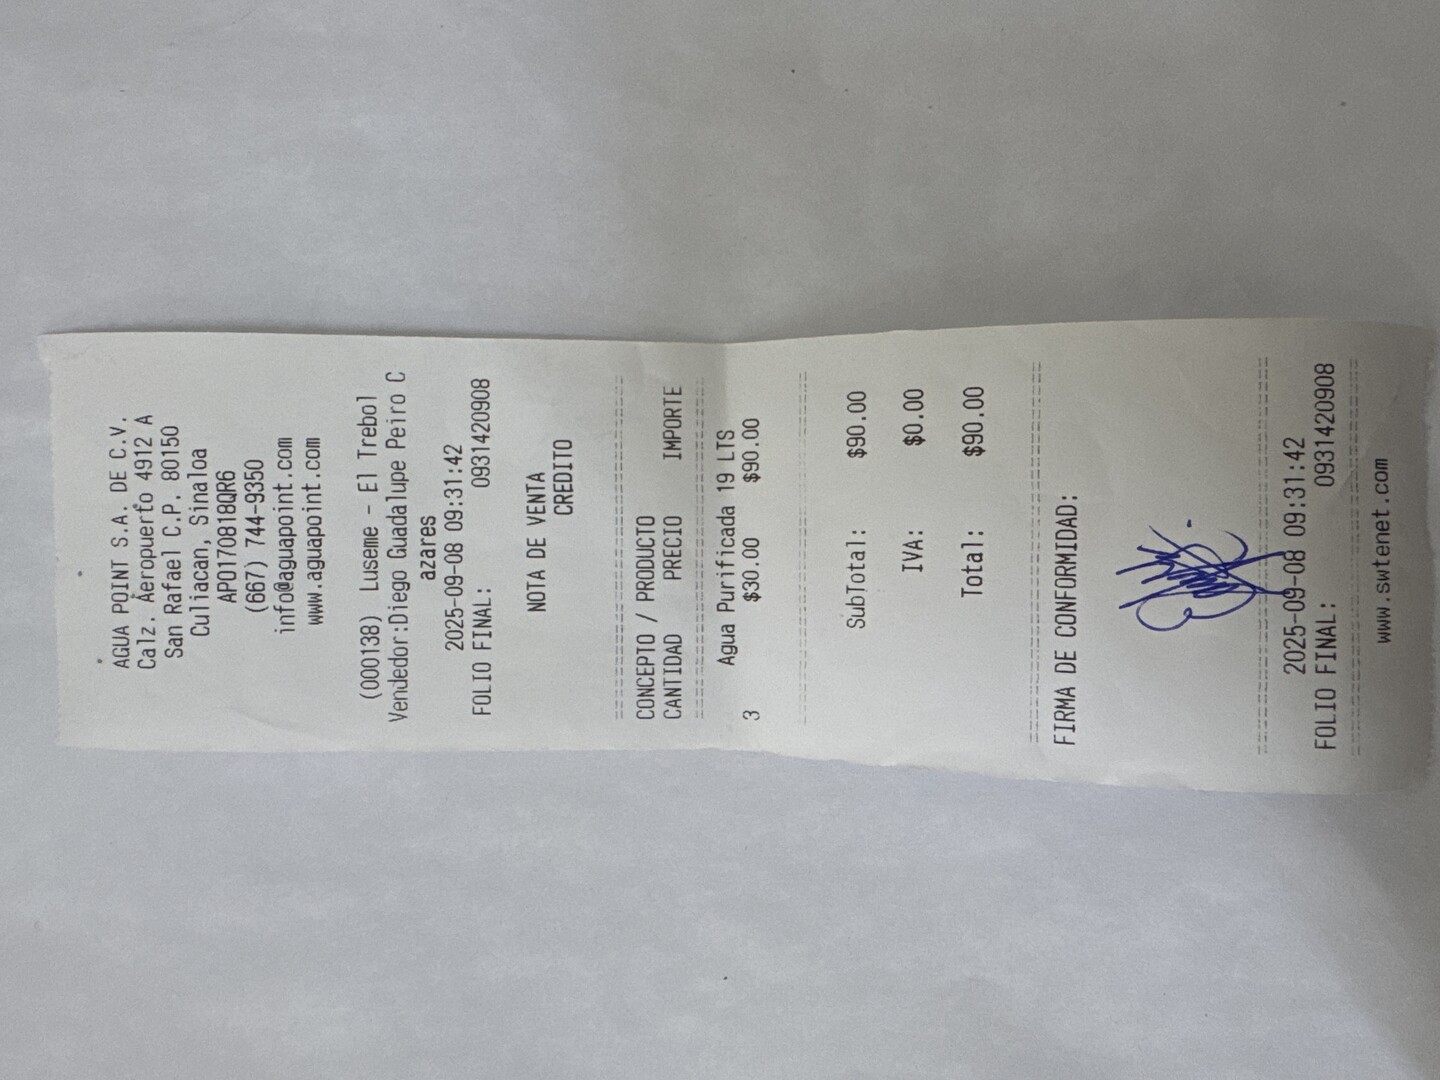 AGUA POINT S.A. DE C.V.
Calz. Aeropuerto 4912 A
San Rafael C.P. 80150
Culiacan, Sinaloa
APO170818QR6
(667) 744-9350
info@aguapoint.com
www.aguapoint.com
(000138) Luseme - El Trebol
Vendedor:Diego Guadalupe Peiro C
azares
2025-09-08 09:31:42
FOLIO FINAL: 0931420908
NOTA DE VENTA
CREDITO
CONCEPTO / PRODUCTO
CANTIDAD PRECIO IMPORTE
Agua Purificada 19 LTS
3 $30.00 $90.00
SubTotal: $90.00
IVA: $0.00
Total: $90.00
FIRMA DE CONFORMIDAD:
2025-09-08 09:31:42
FOLIO FINAL: 0931420908
www.swtenet.com